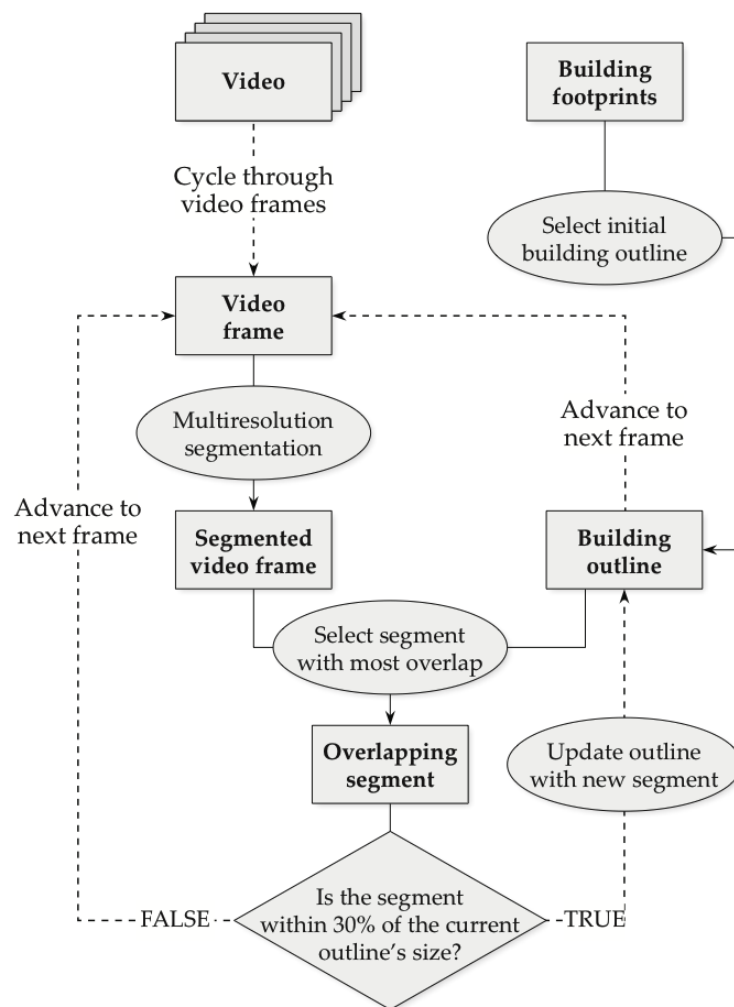 Video
Building
footprints
Cycle through
video frames
Select initial
building outline
Video
frame
Multiresolution
segmentation
Advance to
next frame
Advance to
next frame
Segmented
video frame
Building
outline
Select segment
with most overlap
Overlapping
segment
Update outline
with new segment
Is the segment
within 30% of the current
outline's size?
FALSE
TRUE